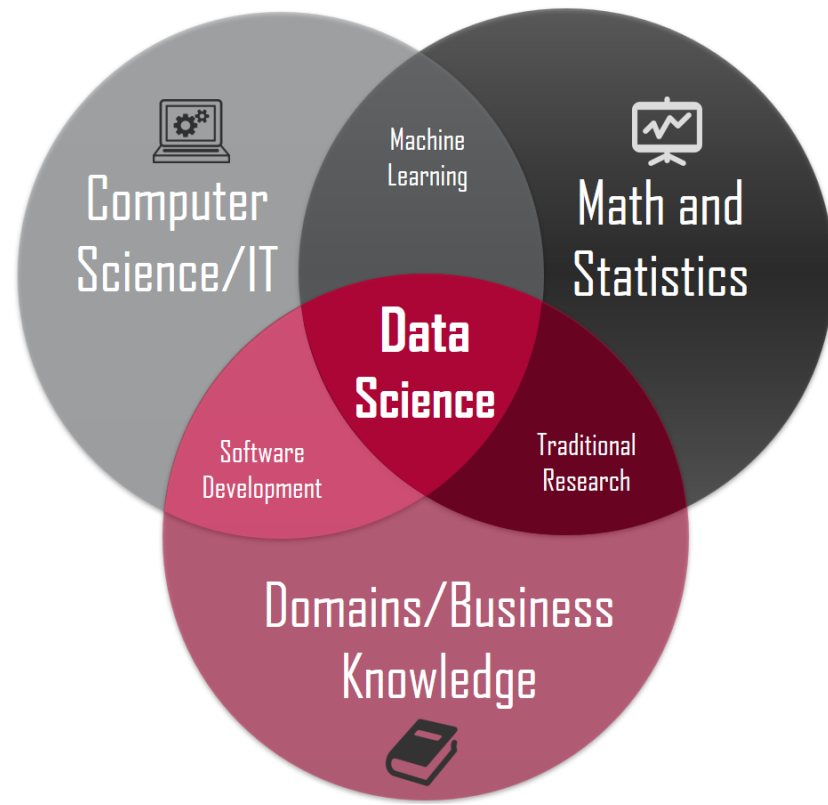 Machine
Learning
Computer
Science/IT
Math and
Statistics
Data
Science
Software
Development
Traditional
Research
Domains/Business
Knowledge